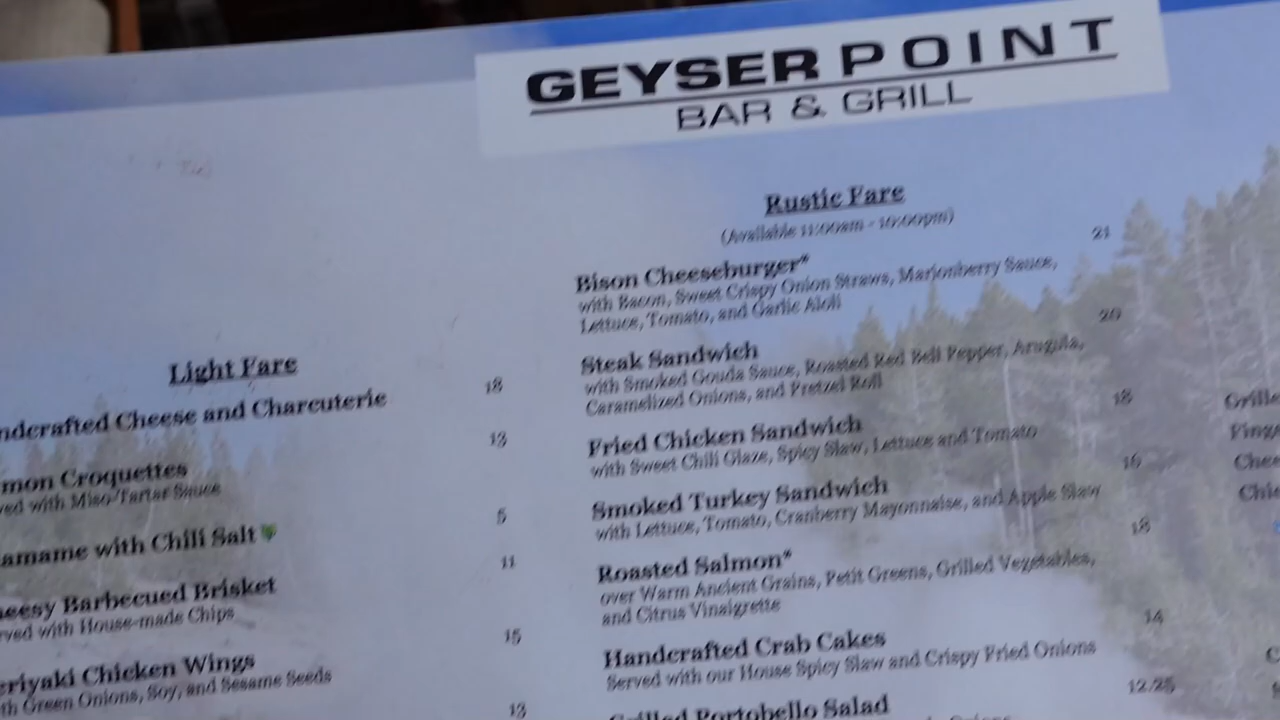 GEYSER POINT
BAR & GRILL
Light Fare
ndcrafted Cheese and Charcuterie 18
mon Croquettes 13
ved with Miso/Tartar Sauce
amame with Chili Salt 5
eesy Barbecued Brisket 11
rved with House-made Chips
eriyaki Chicken Wings 15
th Green Onions, Soy, and Sesame Seeds
13
Rustic Fare
(Available 11:00am - 10:00pm)
Bison Cheeseburger* 21
with Bacon, Sweet Crispy Onion Straws, Marionberry Sauce,
Lettuce, Tomato, and Garlic Aioli
Steak Sandwich 20
with Smoked Gouda Sauce, Roasted Red Bell Pepper, Arugula,
Caramelized Onions, and Pretzel Roll
Fried Chicken Sandwich 18
with Sweet Chili Glaze, Spicy Slaw, Lettuce and Tomato
Smoked Turkey Sandwich 16
with Lettuce, Tomato, Cranberry Mayonnaise, and Apple Slaw
Roasted Salmon* 18
over Warm Ancient Grains, Petit Greens, Grilled Vegetables,
and Citrus Vinaigrette
Handcrafted Crab Cakes 14
Served with our House Spicy Slaw and Crispy Fried Onions
Grilled Portobello Salad 12/25
Grille
Finge
Chee
Chic